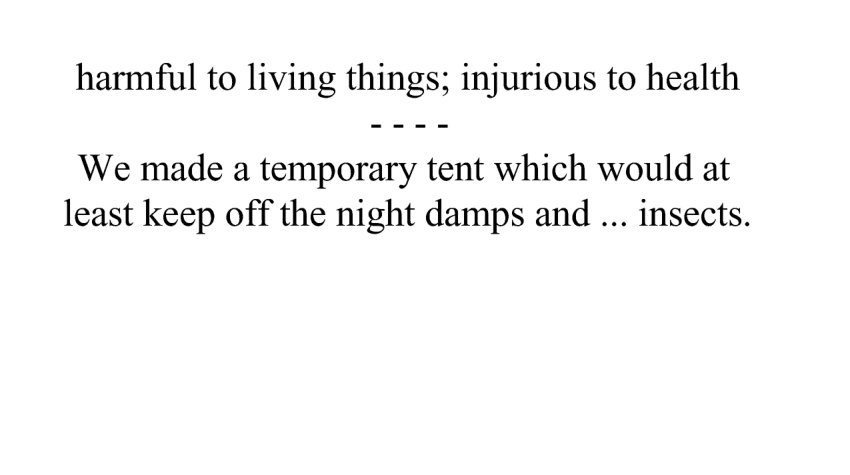 harmful to living things; injurious to health
- - - -
We made a temporary tent which would at
least keep off the night damps and ... insects.